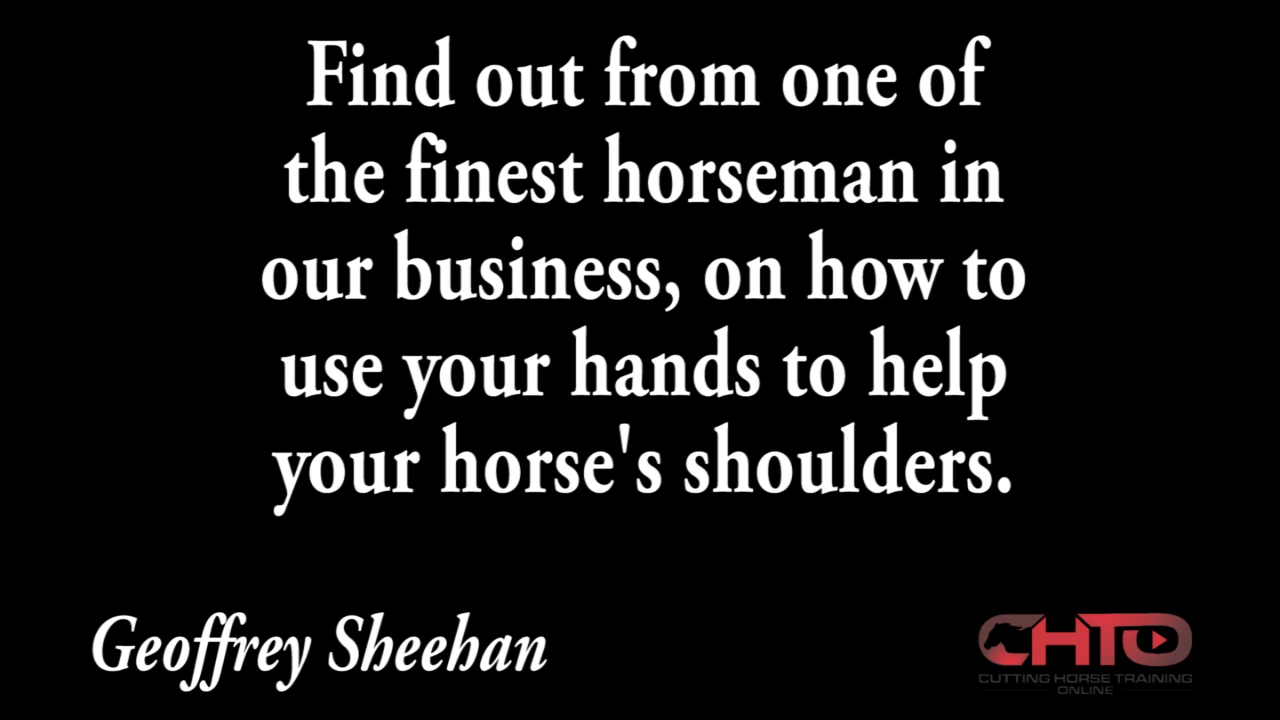 Find out from one of
the finest horseman in
our business, on how to
use your hands to help
your horse's shoulders.
Geoffrey Sheehan
CHTO
CUTTING HORSE TRAINING
ONLINE